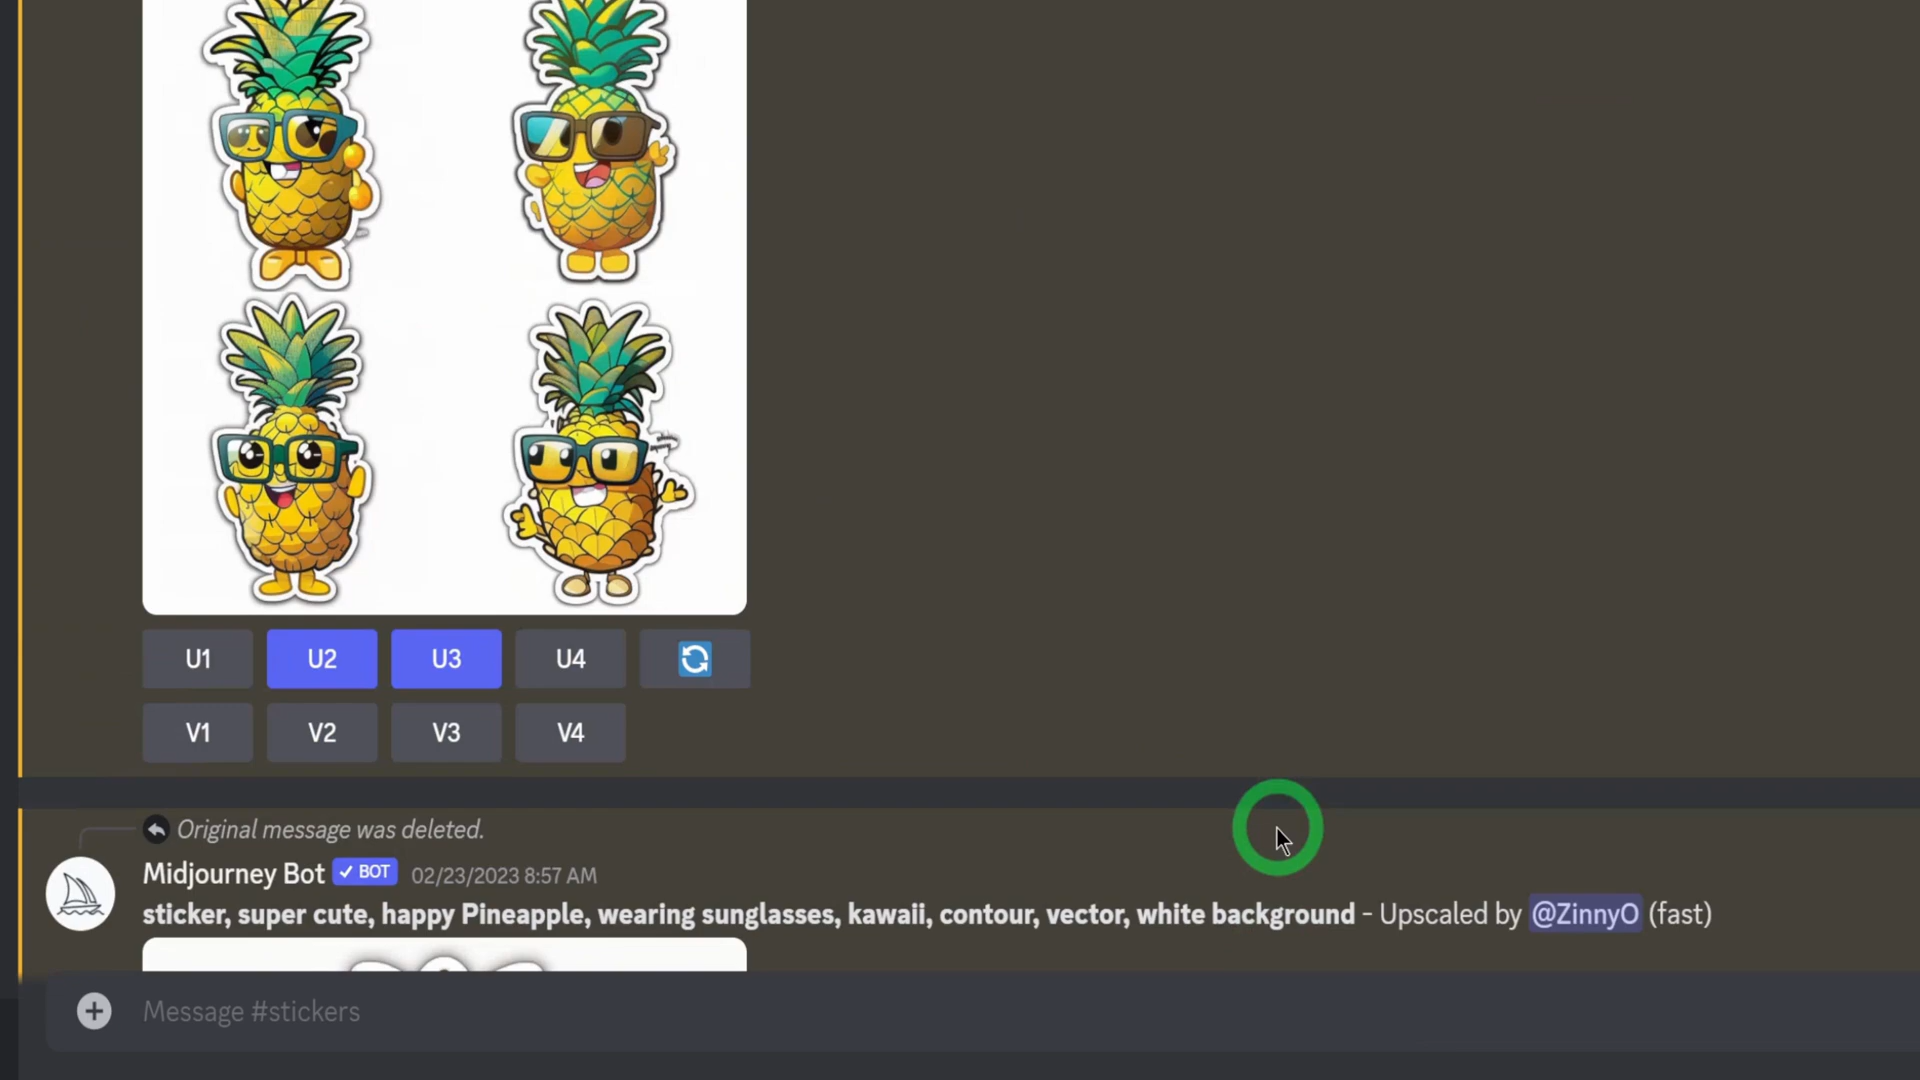 U1 U2 U3 U4
V1 V2 V3 V4
Original message was deleted.
Midjourney Bot ✓ BOT 02/23/2023 8:57 AM
sticker, super cute, happy Pineapple, wearing sunglasses, kawaii, contour, vector, white background - Upscaled by @ZinnyO (fast)
Message #stickers